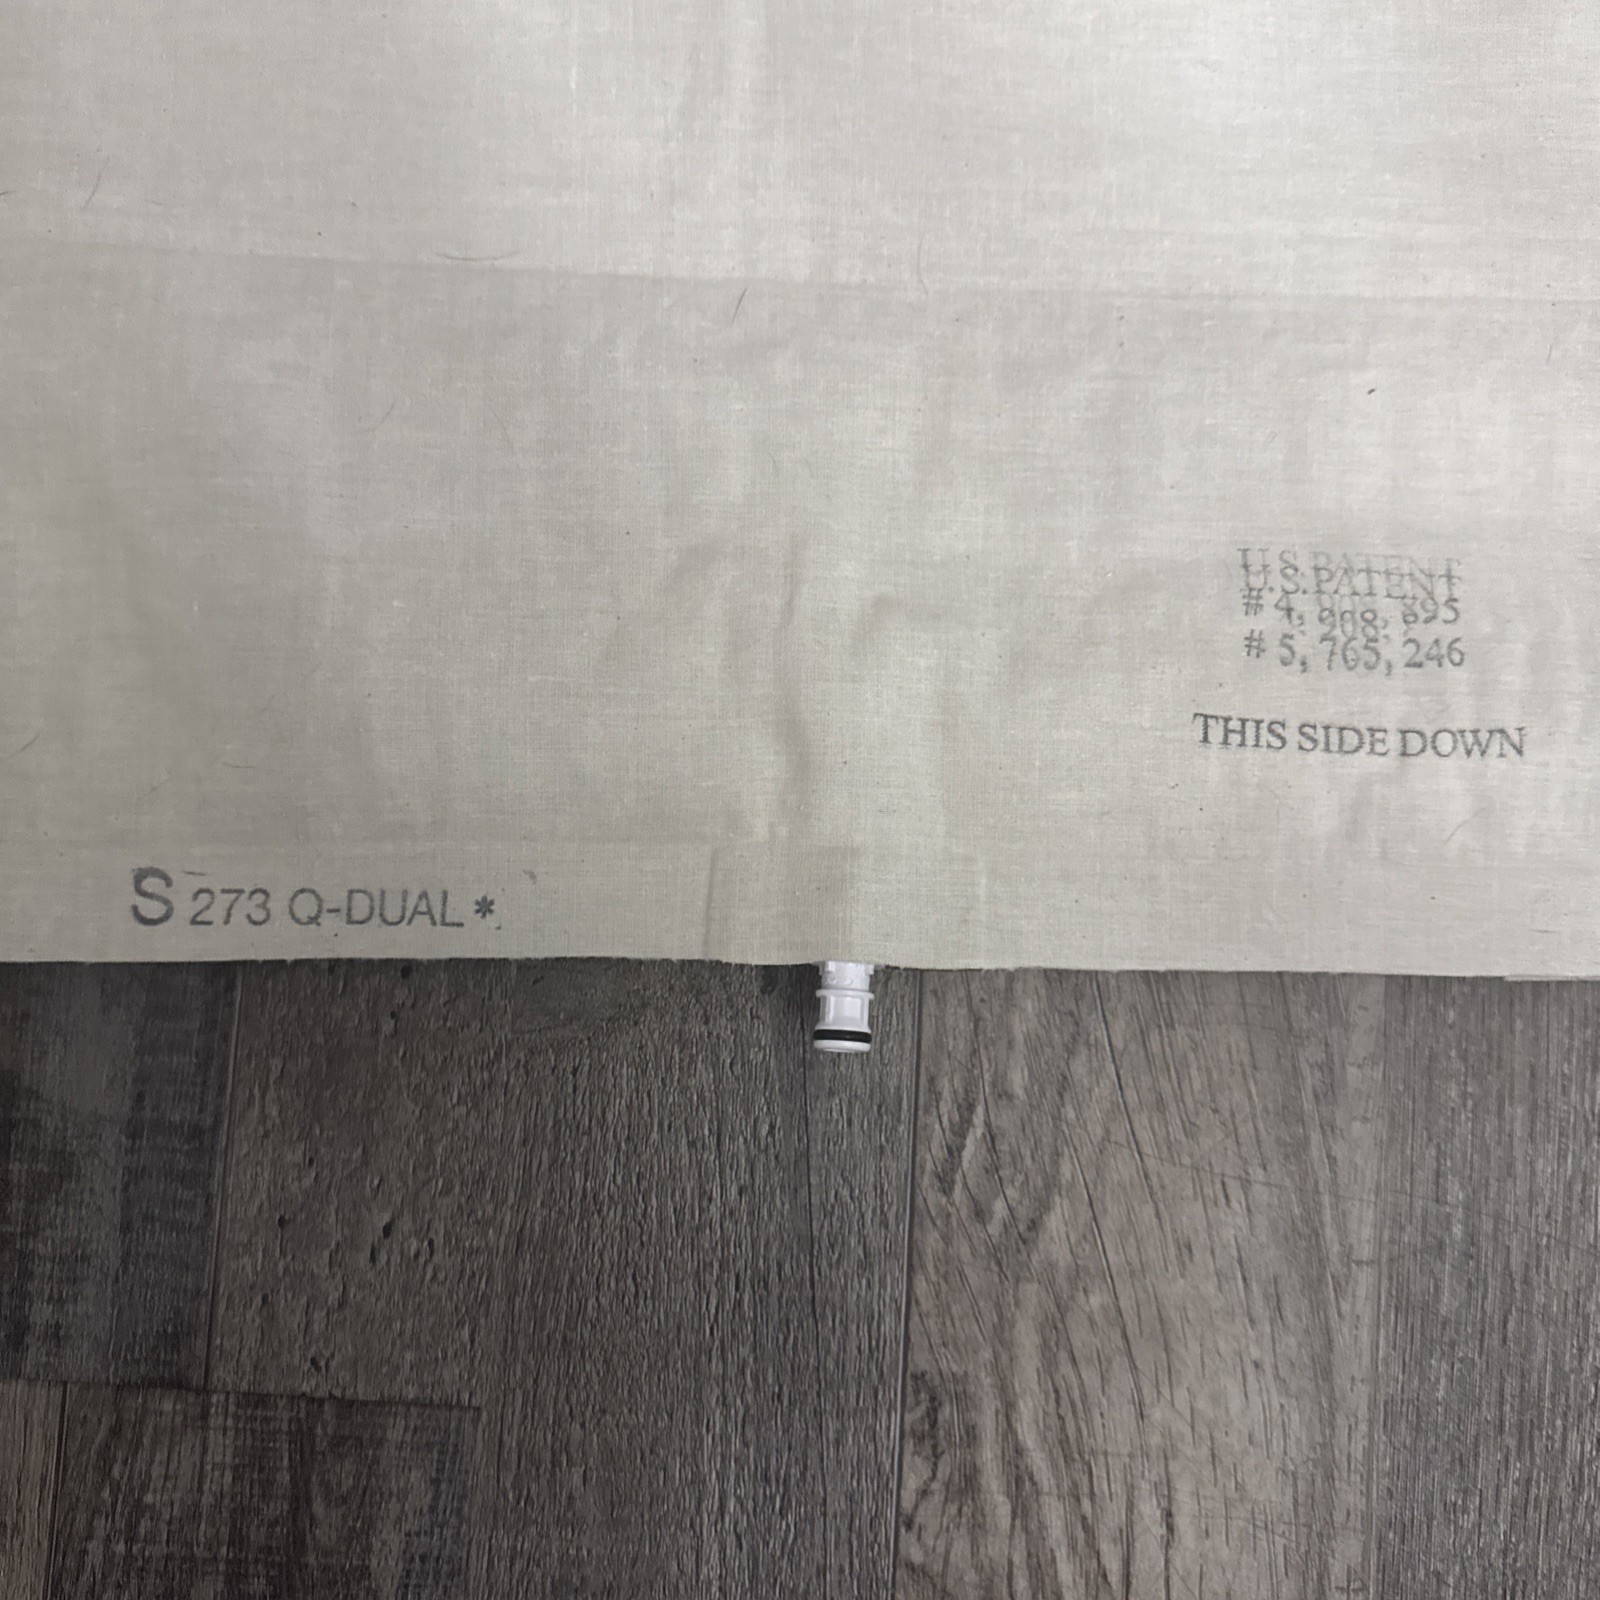 U.S. PATENT
# 4, 908, 895
# 5, 765, 246
THIS SIDE DOWN
S 273 Q-DUAL*